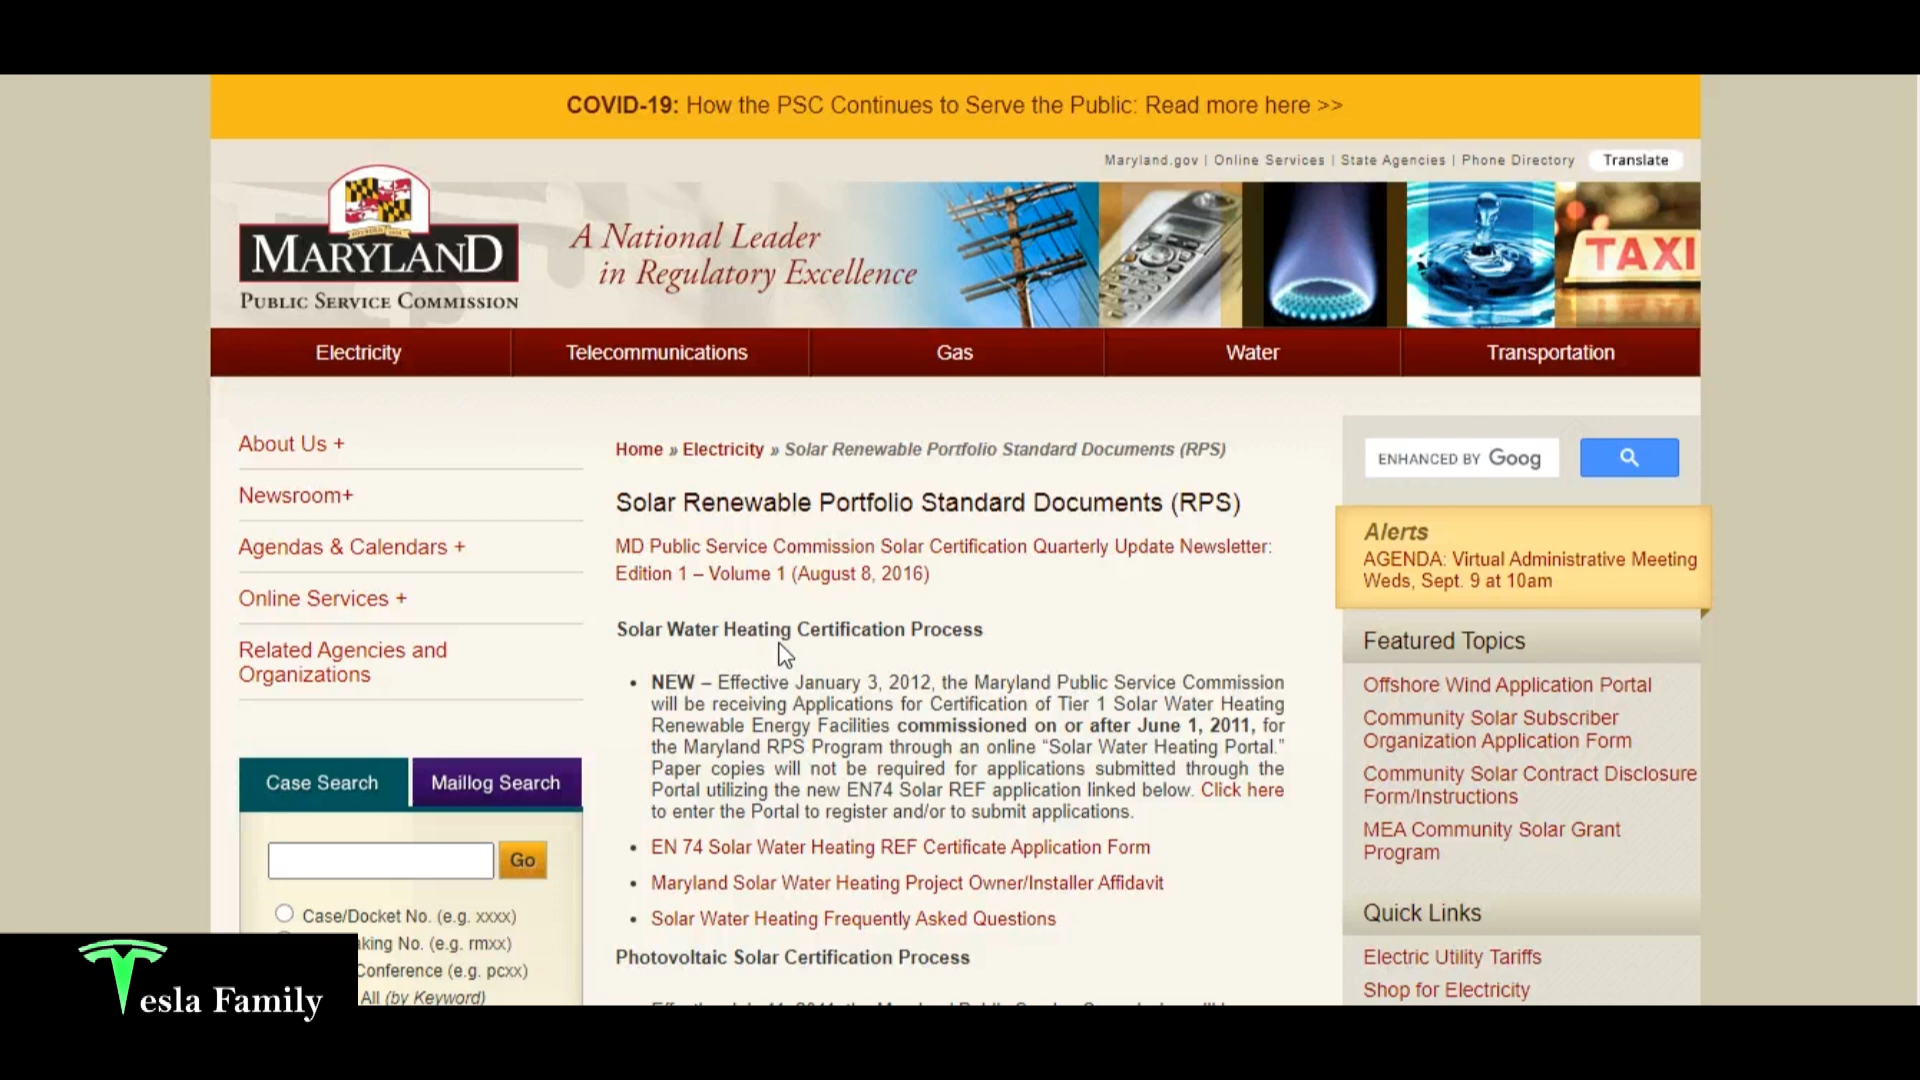 COVID-19: How the PSC Continues to Serve the Public: Read more here >>
Maryland.gov | Online Services | State Agencies | Phone Directory
Translate
MARYLAND
PUBLIC SERVICE COMMISSION
A National Leader
in Regulatory Excellence
TAXI
Electricity
Telecommunications
Gas
Water
Transportation
About Us +
Newsroom+
Agendas & Calendars +
Online Services +
Related Agencies and
Organizations
Case Search
Maillog Search
Go
Case/Docket No. (e.g. xxxx)
No. (e.g. rmxx)
Conference (e.g. pcxx)
All (by Keyword)
Home » Electricity » Solar Renewable Portfolio Standard Documents (RPS)
Solar Renewable Portfolio Standard Documents (RPS)
MD Public Service Commission Solar Certification Quarterly Update Newsletter:
Edition 1 – Volume 1 (August 8, 2016)
Solar Water Heating Certification Process
• NEW – Effective January 3, 2012, the Maryland Public Service Commission
will be receiving Applications for Certification of Tier 1 Solar Water Heating
Renewable Energy Facilities commissioned on or after June 1, 2011, for
the Maryland RPS Program through an online “Solar Water Heating Portal.”
Paper copies will not be required for applications submitted through the
Portal utilizing the new EN74 Solar REF application linked below. Click here
to enter the Portal to register and/or to submit applications.
• EN 74 Solar Water Heating REF Certificate Application Form
• Maryland Solar Water Heating Project Owner/Installer Affidavit
• Solar Water Heating Frequently Asked Questions
Photovoltaic Solar Certification Process
ENHANCED BY Goog
Alerts
AGENDA: Virtual Administrative Meeting
Weds, Sept. 9 at 10am
Featured Topics
Offshore Wind Application Portal
Community Solar Subscriber
Organization Application Form
Community Solar Contract Disclosure
Form/Instructions
MEA Community Solar Grant
Program
Quick Links
Electric Utility Tariffs
Shop for Electricity
Tesla Family